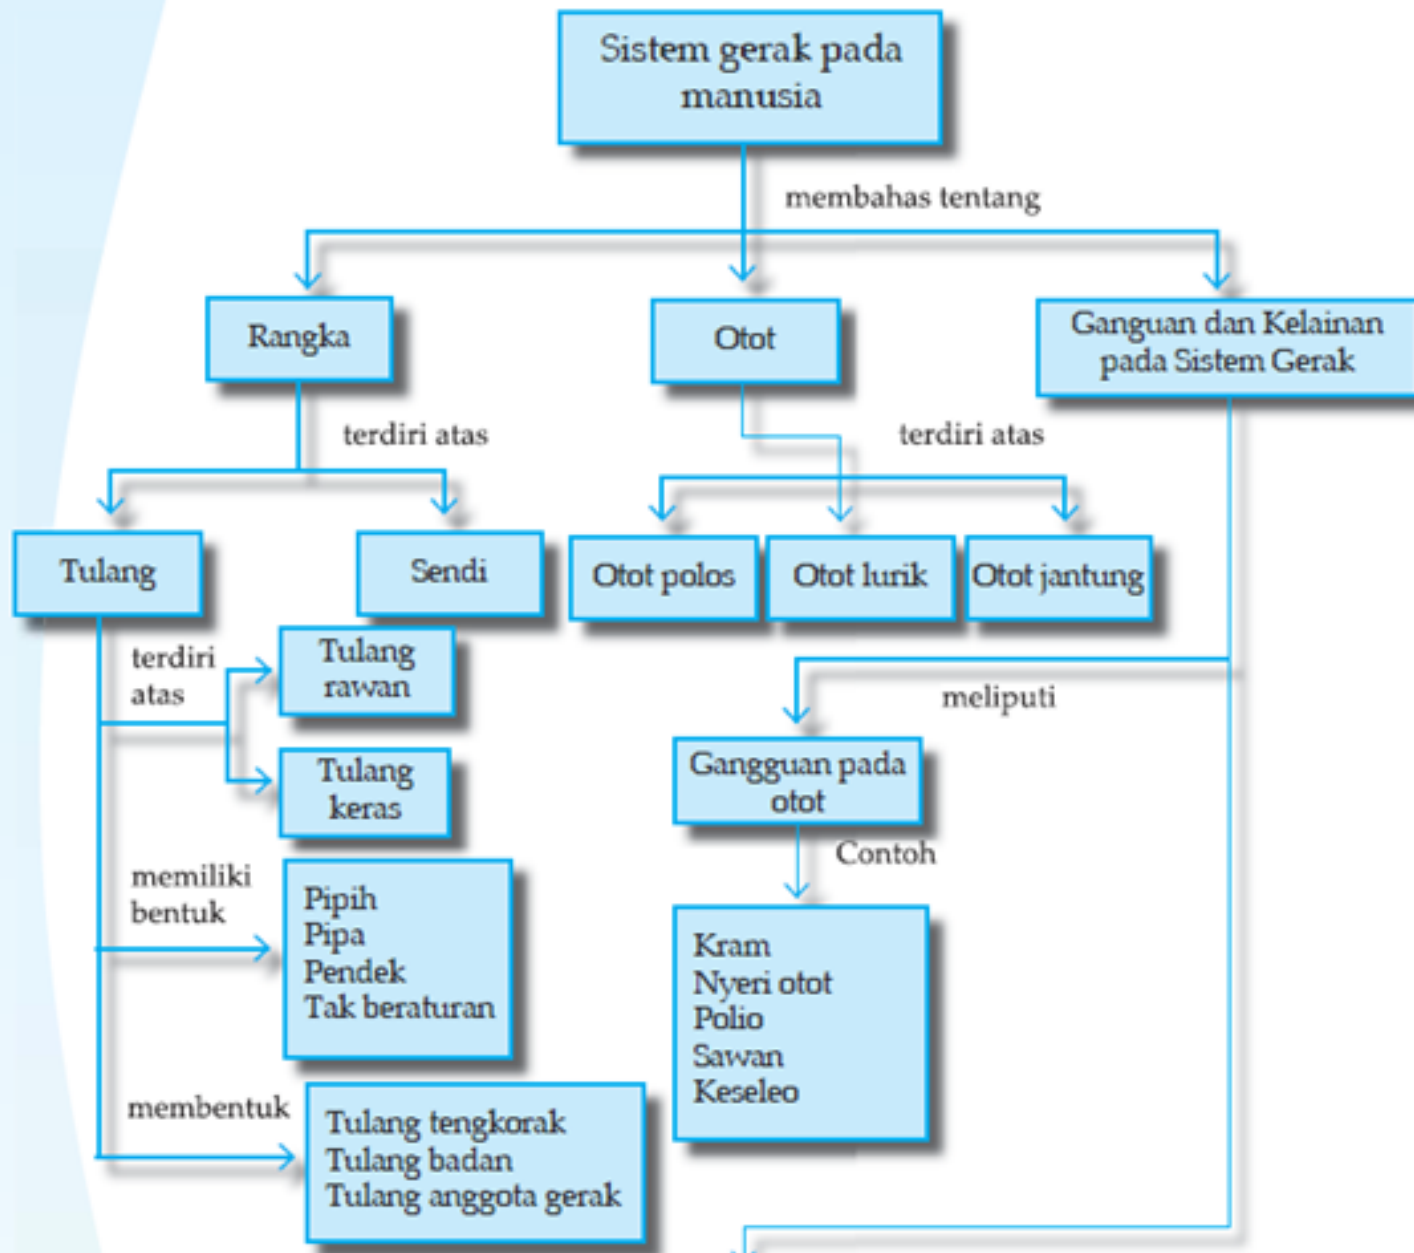 Sistem gerak pada
manusia
membahas tentang
Rangka
Otot
Ganguan dan Kelainan
pada Sistem Gerak
terdiri atas
terdiri atas
Tulang
Sendi
Otot polos
Otot lurik
Otot jantung
terdiri
atas
Tulang
rawan
Tulang
keras
meliputi
Gangguan pada
otot
Contoh
memiliki
bentuk
Pipih
Pipa
Pendek
Tak beraturan
Kram
Nyeri otot
Polio
Sawan
Keseleo
membentuk
Tulang tengkorak
Tulang badan
Tulang anggota gerak